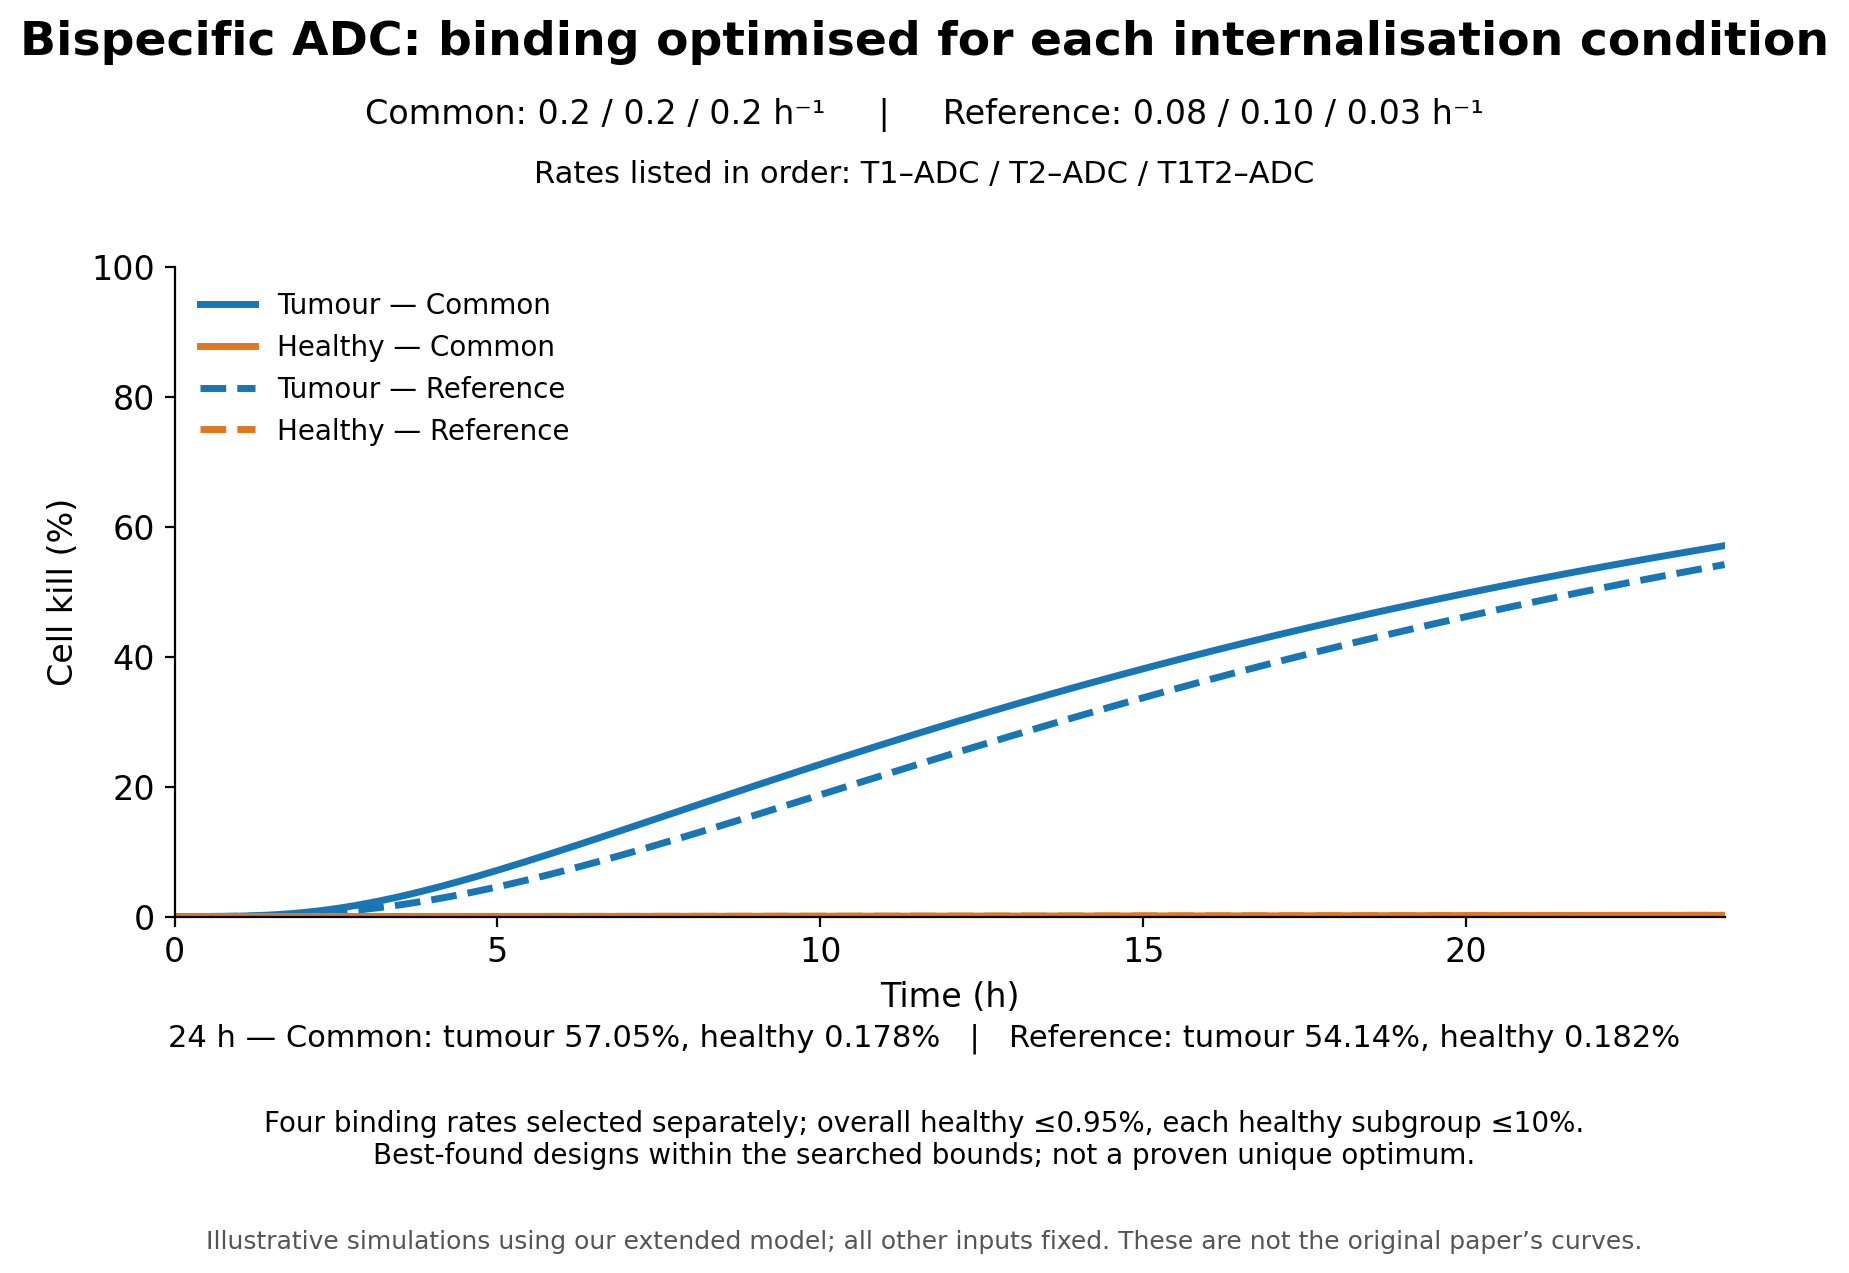 Bispecific ADC: binding optimised for each internalisation condition
Common: 0.2 / 0.2 / 0.2 h⁻¹ | Reference: 0.08 / 0.10 / 0.03 h⁻¹
Rates listed in order: T1–ADC / T2–ADC / T1T2–ADC
100
80
60
40
20
0
Cell kill (%)
Tumour — Common
Healthy — Common
Tumour — Reference
Healthy — Reference
0 5 10 15 20
Time (h)
24 h — Common: tumour 57.05%, healthy 0.178% | Reference: tumour 54.14%, healthy 0.182%
Four binding rates selected separately; overall healthy ≤0.95%, each healthy subgroup ≤10%.
Best-found designs within the searched bounds; not a proven unique optimum.
Illustrative simulations using our extended model; all other inputs fixed. These are not the original paper’s curves.